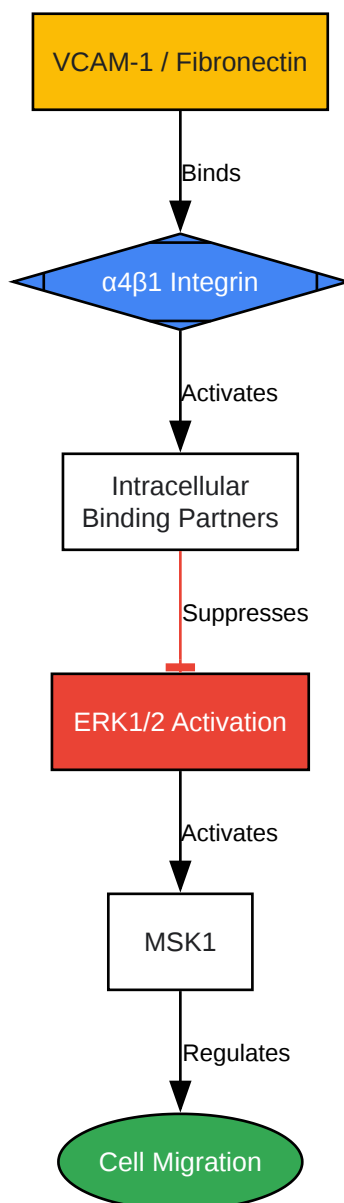 VCAM-1 / Fibronectin
Binds
α4β1 Integrin
Activates
Intracellular
Binding Partners
Suppresses
ERK1/2 Activation
Activates
MSK1
Regulates
Cell Migration